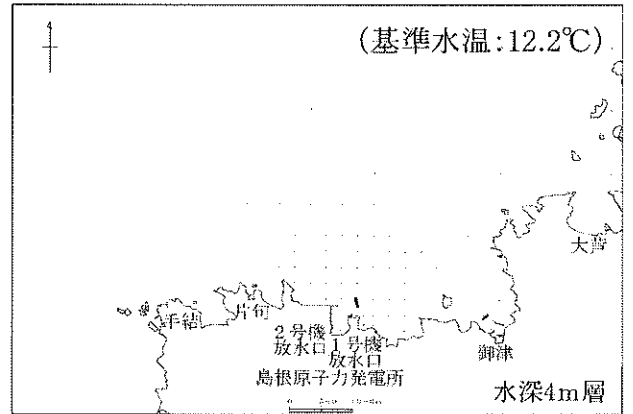 (基準水温:12.2℃)
大芦
手結
片句
2号機
放水口
1号機
放水口
御津
島根原子力発電所
水深4m層